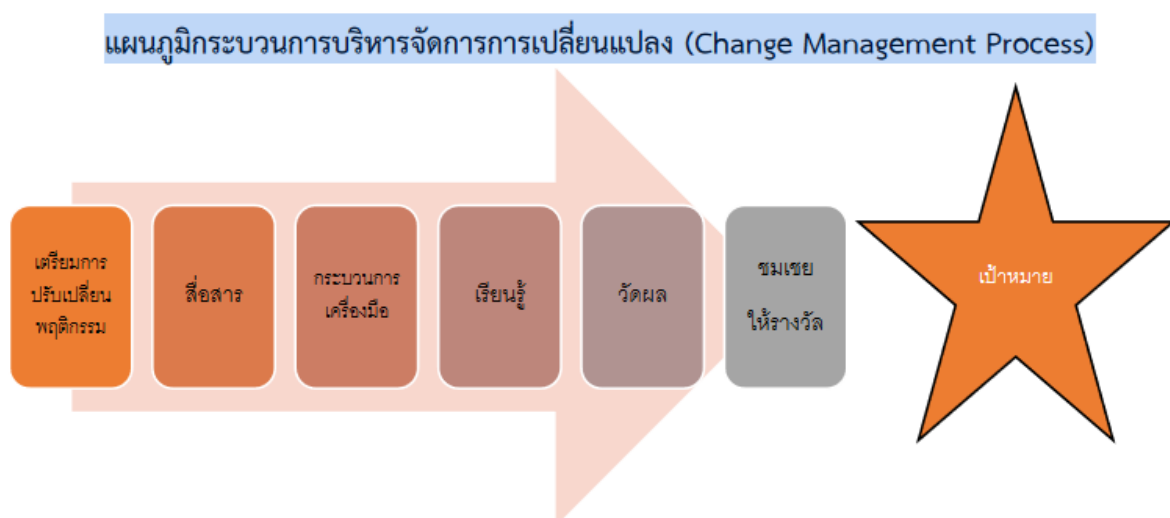 แผนภูมิกระบวนการบริหารจัดการการเปลี่ยนแปลง (Change Management Process)
เตรียมการ
ปรับเปลี่ยน
พฤติกรรม
สื่อสาร
กระบวนการ
เครื่องมือ
เรียนรู้
วัดผล
ชมเชย
ให้รางวัล
เป้าหมาย